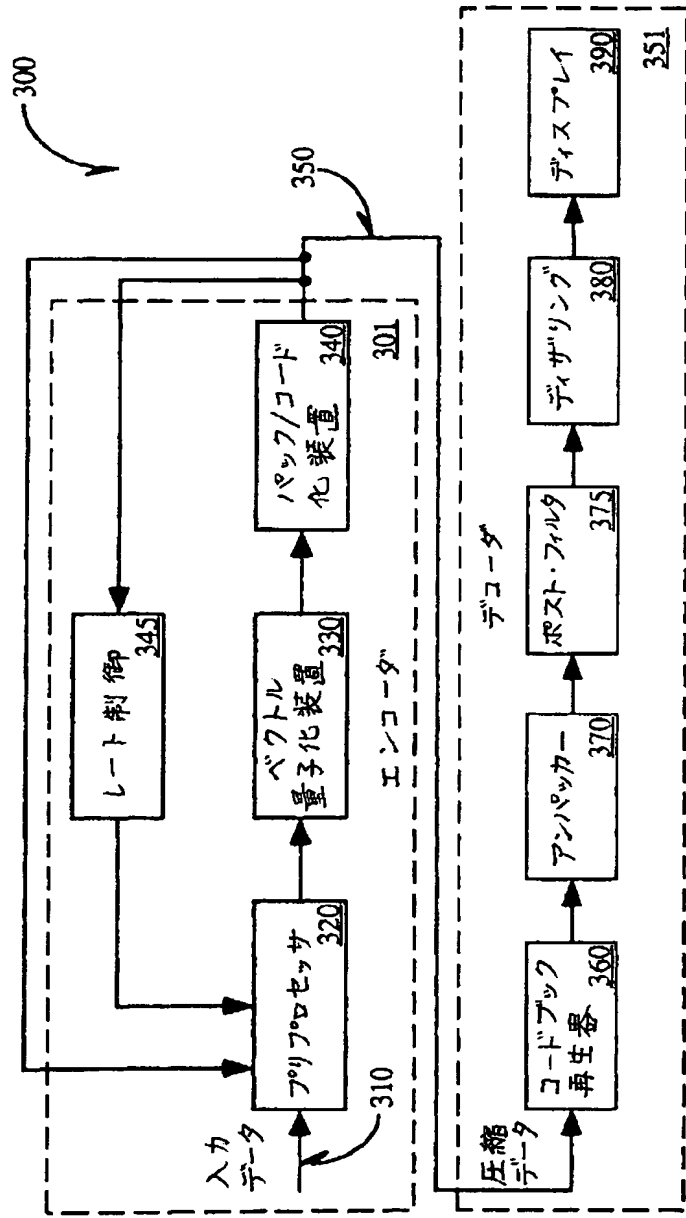 300
レート制御
345
入力
データ
310
プリプロセッサ
320
ベクトル
量子化装置
330
パック/コード
化装置
340
エンコーダ
301
350
デコーダ
圧縮
データ
コードブック
再生器
360
アンパッカー
370
ポスト・フィルタ
375
ディザリング
380
ディスプレイ
390
351